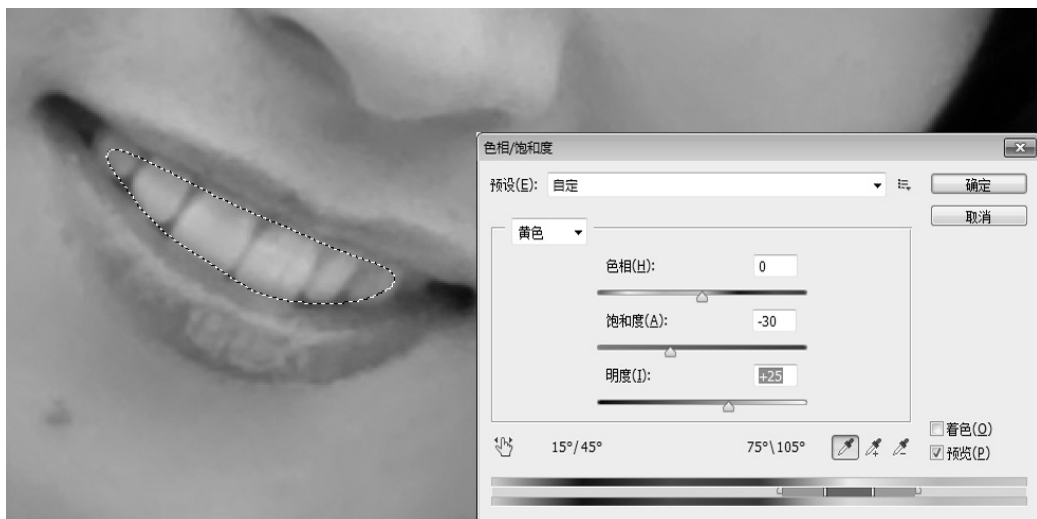 色相/饱和度
预设(E): 自定
确定
取消
黄色
色相(H): 0
饱和度(A): -30
明度(I): +25
15°/45° 75°\105°
着色(O)
预览(P)